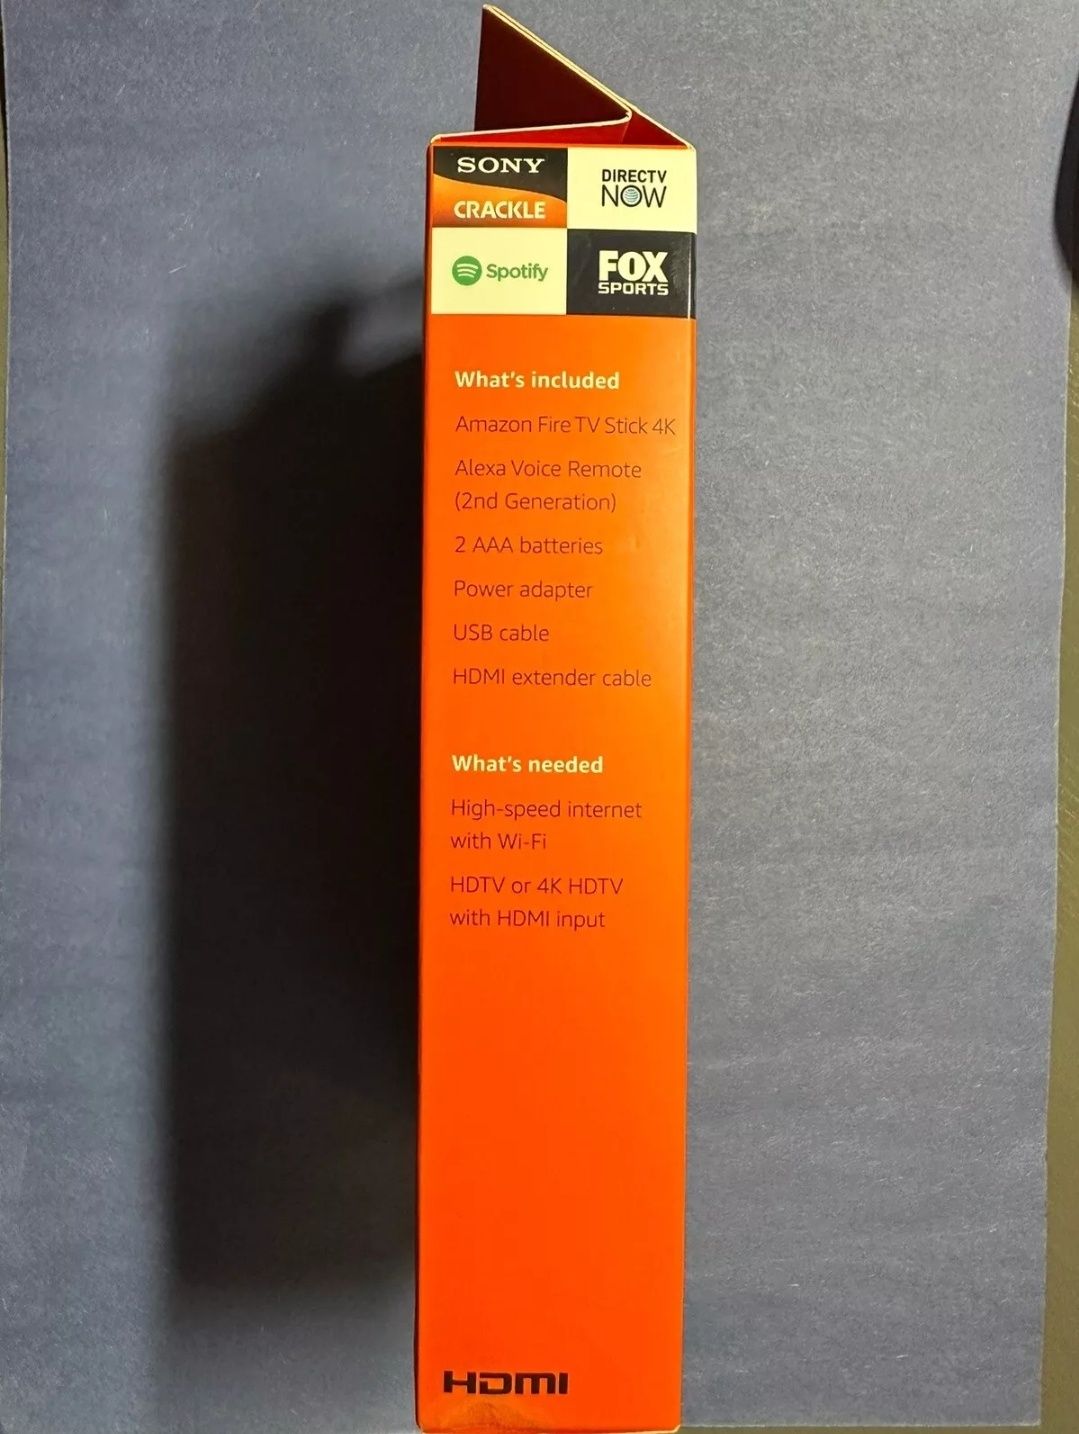 SONY
CRACKLE
DIRECTV
NOW
Spotify
FOX
SPORTS
What's included
Amazon Fire TV Stick 4K
Alexa Voice Remote
(2nd Generation)
2 AAA batteries
Power adapter
USB cable
HDMI extender cable
What's needed
High-speed internet
with Wi-Fi
HDTV or 4K HDTV
with HDMI input
HDMI